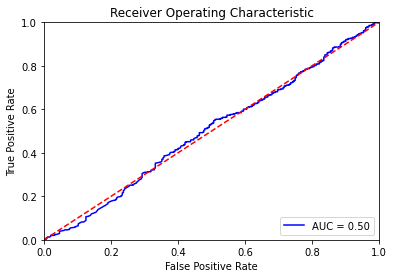 Receiver Operating Characteristic
1.0
0.8
0.6
0.4
0.2
0.0
True Positive Rate
AUC = 0.50
0.0 0.2 0.4 0.6 0.8 1.0
False Positive Rate